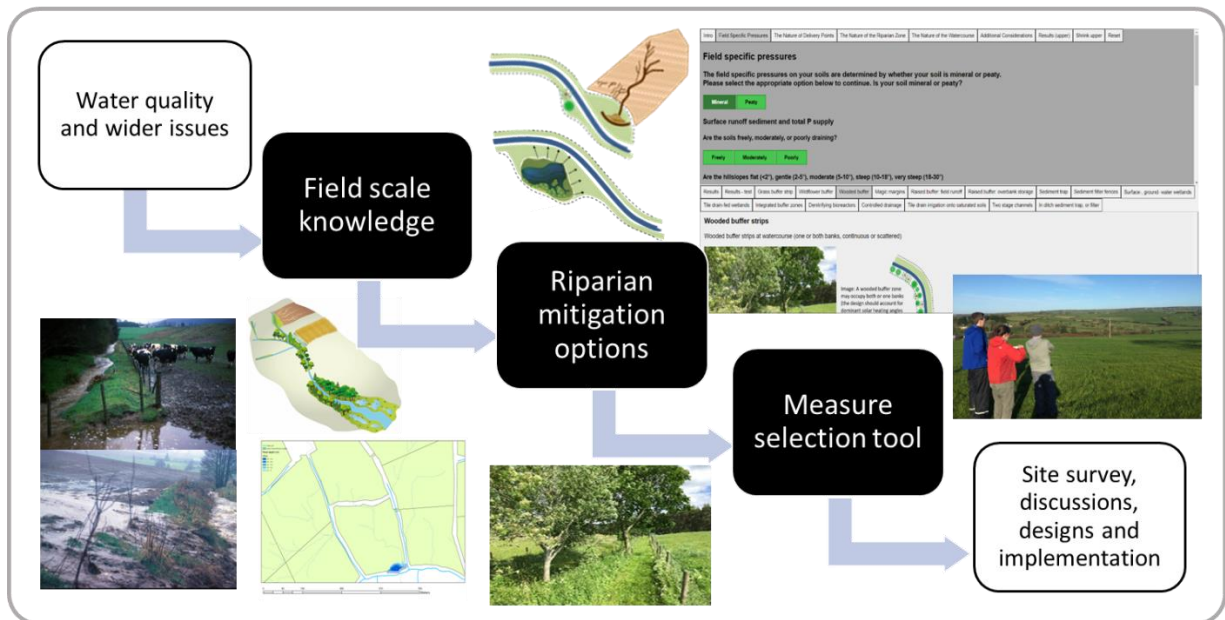 Water quality
and wider issues
Field scale
knowledge
Riparian
mitigation
options
Measure
selection tool
Site survey,
discussions,
designs and
implementation
Intro
Field Specific Pressures
The Nature of Delivery Points
The Nature of the Riparian Zone
The Nature of the Watercourse
Additional Considerations
Results (upper)
Shrink upper
Reset
Field specific pressures
The field specific pressures on your soils are determined by whether your soil is mineral or peaty.
Please select the appropriate option below to continue. Is your soil mineral or peaty?
Mineral
Peaty
Surface runoff sediment and total P supply
Are the soils freely, moderately, or poorly draining?
Freely
Moderately
Poorly
Are the hillslopes flat (<2°), gentle (2-5°), moderate (5-10°), steep (10-18°), very steep (18-30°)
Results
Results - test
Grass buffer strip
Wildflower buffer
Wooded buffer
Magic margins
Raised buffer: field runoff
Raised buffer: overbank storage
Sediment trap
Sediment filter fences
Tile drain fed wetlands
Integrated buffer zones
Denitrifying bioreactors
Controlled drainage
Tile drain irrigation onto saturated soils
Two stage channels
In ditch sediment trap, or filter
Wooded buffer strips
Wooded buffer strips at watercourse (one or both banks, continuous or scattered)
Image: A wooded buffer zone
may occupy both or one banks
(the design should account for
dominant solar heating angles